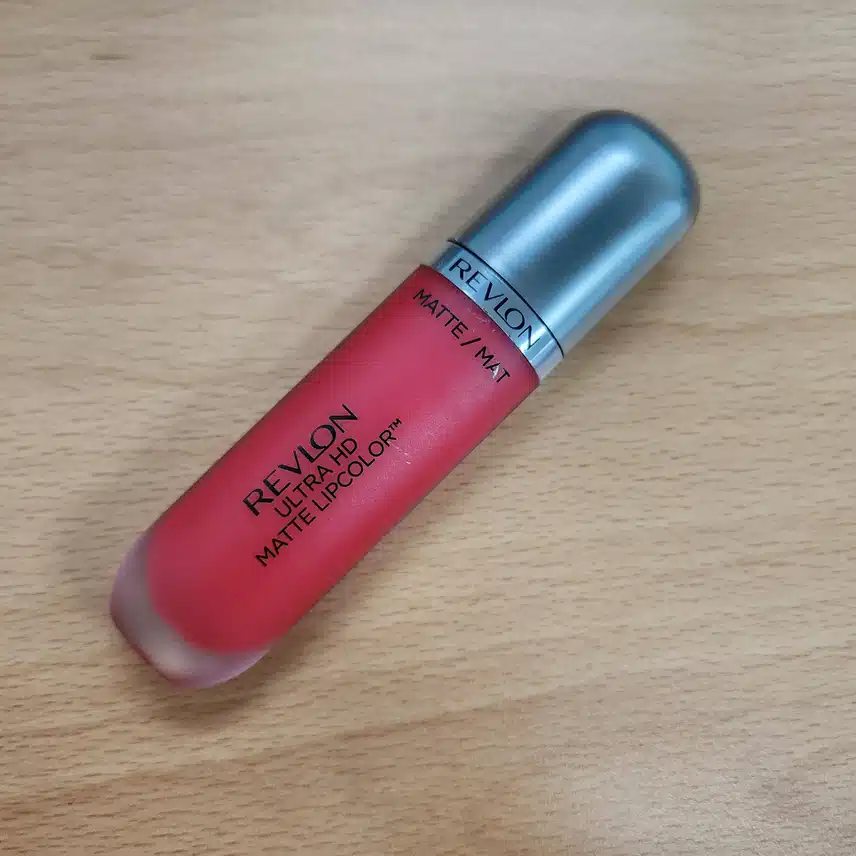 REVLON
MATTE / MAT
REVLON
ULTRA HD
MATTE LIPCOLOR™